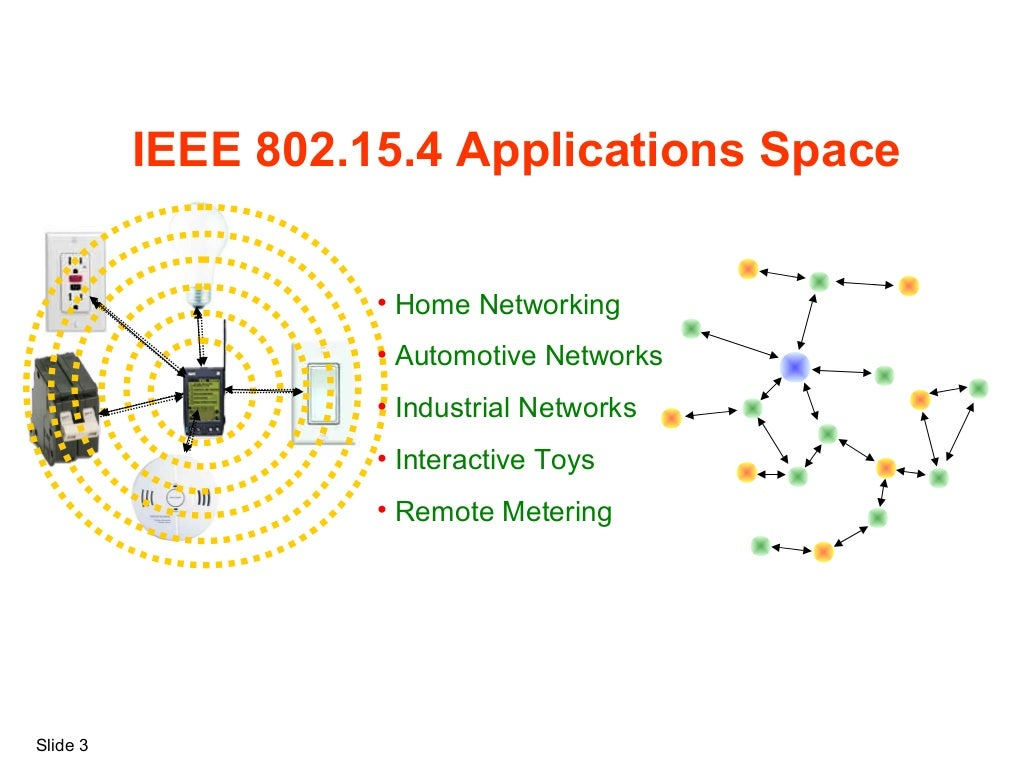 IEEE 802.15.4 Applications Space
• Home Networking
• Automotive Networks
• Industrial Networks
• Interactive Toys
• Remote Metering
Slide 3